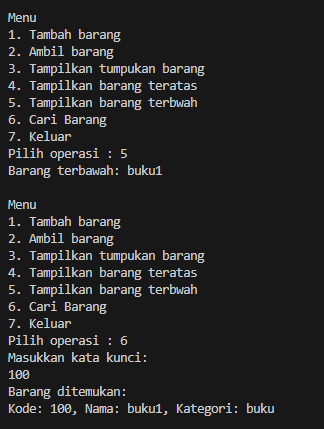 Menu
1. Tambah barang
2. Ambil barang
3. Tampilkan tumpukan barang
4. Tampilkan barang teratas
5. Tampilkan barang terbwah
6. Cari Barang
7. Keluar
Pilih operasi : 5
Barang terbawah: buku1

Menu
1. Tambah barang
2. Ambil barang
3. Tampilkan tumpukan barang
4. Tampilkan barang teratas
5. Tampilkan barang terbwah
6. Cari Barang
7. Keluar
Pilih operasi : 6
Masukkan kata kunci:
100
Barang ditemukan:
Kode: 100, Nama: buku1, Kategori: buku